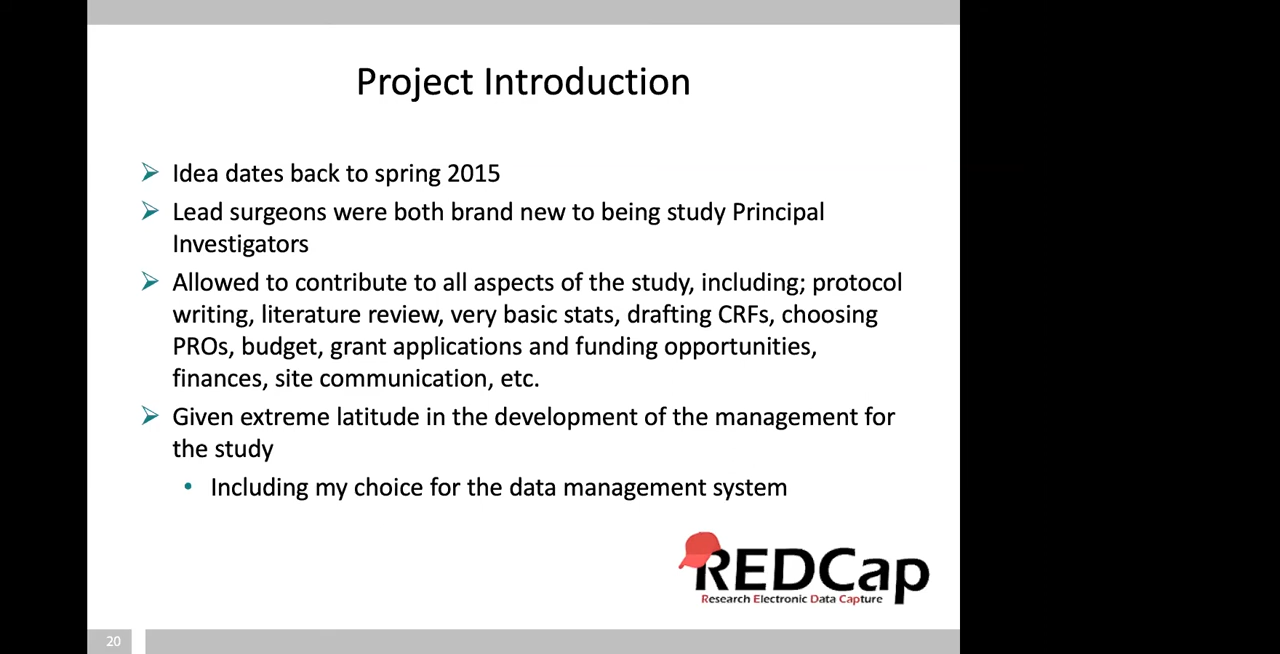 Project Introduction
Idea dates back to spring 2015
Lead surgeons were both brand new to being study Principal
Investigators
Allowed to contribute to all aspects of the study, including; protocol
writing, literature review, very basic stats, drafting CRFs, choosing
PROs, budget, grant applications and funding opportunities,
finances, site communication, etc.
Given extreme latitude in the development of the management for
the study
Including my choice for the data management system
REDCap
Research Electronic Data Capture
20